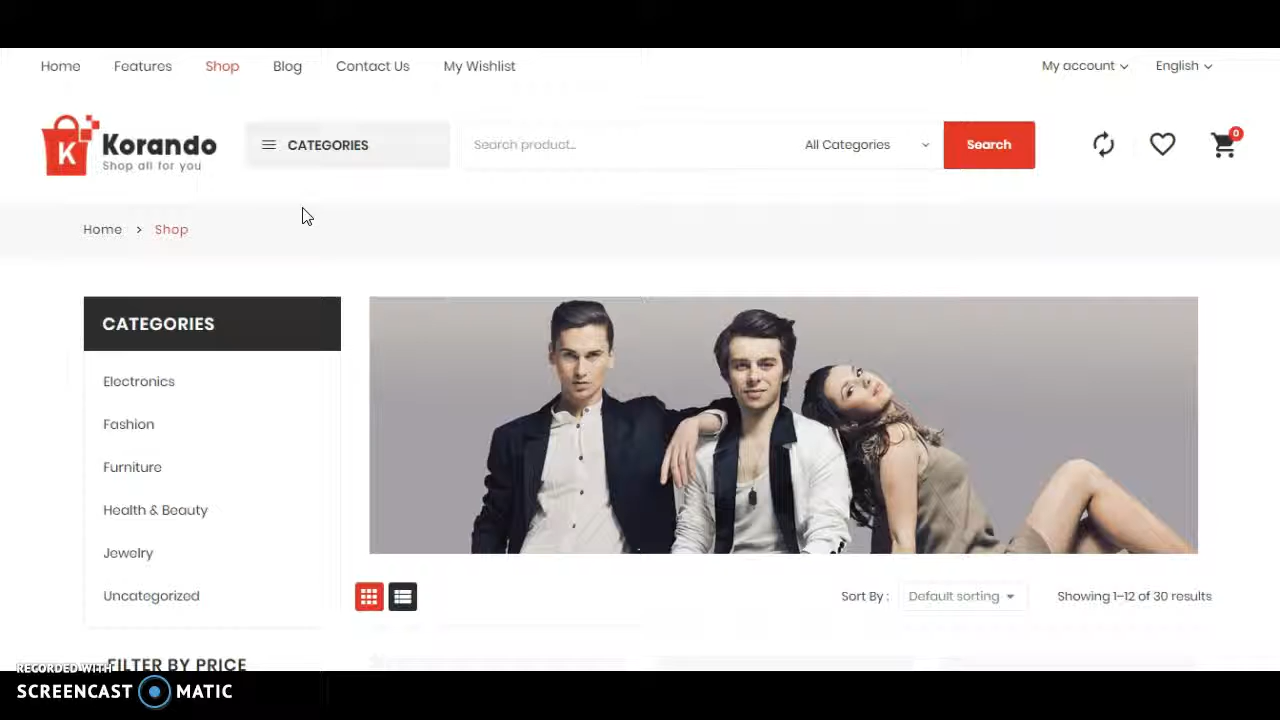 Home Features Shop Blog Contact Us My Wishlist My account English
Korando
Shop all for you
K
CATEGORIES
Search product...
All Categories
Search
0
Home > Shop
CATEGORIES
Electronics
Fashion
Furniture
Health & Beauty
Jewelry
Uncategorized
Sort By : Default sorting Showing 1–12 of 30 results
FILTER BY PRICE
RECORDED WITH
SCREENCAST MATIC